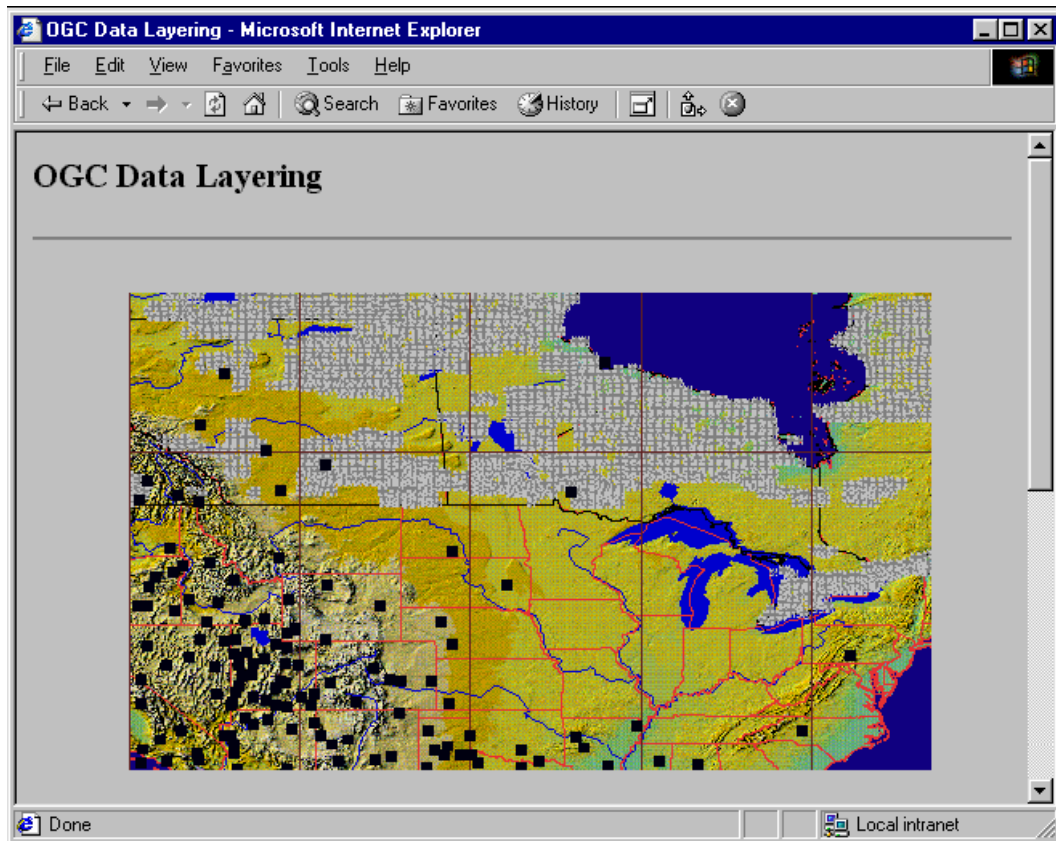 OGC Data Layering - Microsoft Internet Explorer
File Edit View Favorites Tools Help
Back Search Favorites History
OGC Data Layering
Done Local intranet